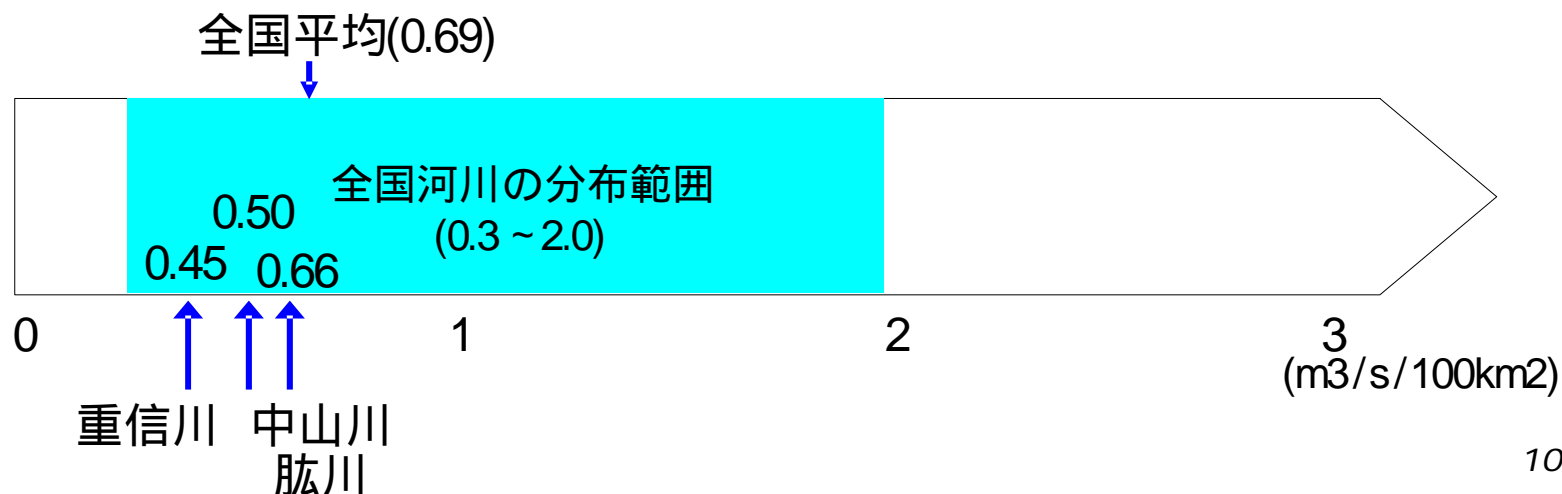 全国平均(0.69)
全国河川の分布範囲
(0.3 ~ 2.0)
0.50
0.45
0.66
0
1
2
3
(m3/s/100km2)
重信川
中山川
肱川
10